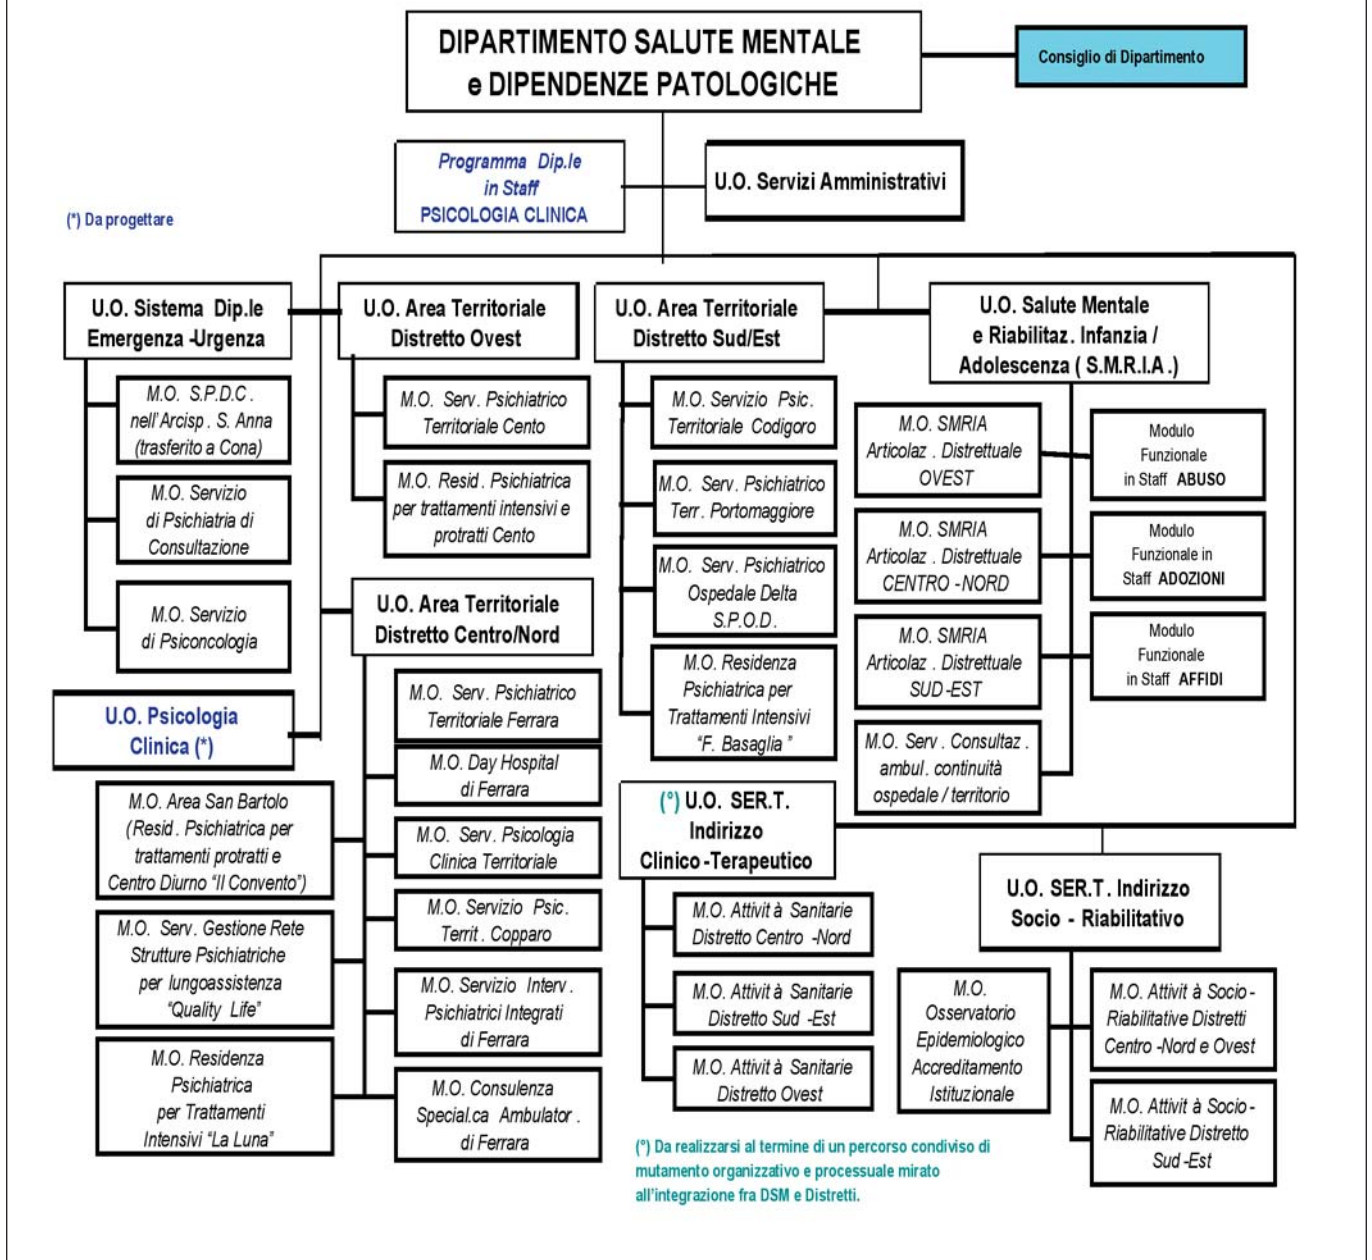 DIPARTIMENTO SALUTE MENTALE
e DIPENDENZE PATOLOGICHE
Consiglio di Dipartimento
Programma Dip.le
in Staff
PSICOLOGIA CLINICA
U.O. Servizi Amministrativi
(*) Da progettare
U.O. Sistema Dip.le
Emergenza -Urgenza
M.O. S.P.D.C.
nell'Arcisp. S. Anna
(trasferito a Cona)
M.O. Servizio
di Psichiatria di
Consultazione
M.O. Servizio
di Psiconcologia
U.O. Area Territoriale
Distretto Ovest
M.O. Serv. Psichiatrico
Territoriale Cento
M.O. Resid. Psichiatrica
per trattamenti intensivi e
protratti Cento
U.O. Area Territoriale
Distretto Sud/Est
M.O. Servizio Psic.
Territoriale Codigoro
M.O. Serv. Psichiatrico
Terr. Portomaggiore
M.O. Serv. Psichiatrico
Ospedale Delta
S.P.O.D.
M.O. Residenza
Psichiatrica per
Trattamenti Intensivi
"F. Basaglia"
U.O. Salute Mentale
e Riabilitaz. Infanzia /
Adolescenza ( S.M.R.I.A.)
M.O. SMRIA
Articolaz. Distrettuale
OVEST
M.O. SMRIA
Articolaz. Distrettuale
CENTRO -NORD
M.O. SMRIA
Articolaz. Distrettuale
SUD -EST
M.O. Serv. Consultaz.
ambul. continuità
ospedale / territorio
Modulo
Funzionale
in Staff ABUSO
Modulo
Funzionale in
Staff ADOZIONI
Modulo
Funzionale
in Staff AFFIDI
U.O. Area Territoriale
Distretto Centro/Nord
M.O. Serv. Psichiatrico
Territoriale Ferrara
M.O. Day Hospital
di Ferrara
M.O. Serv. Psicologia
Clinica Territoriale
M.O. Servizio Psic.
Territ. Copparo
M.O. Servizio Interv.
Psichiatrici Integrati
di Ferrara
M.O. Consulenza
Special.ca Ambulator.
di Ferrara
U.O. Psicologia
Clinica (*)
M.O. Area San Bartolo
(Resid. Psichiatrica per
trattamenti protratti e
Centro Diurno "Il Convento")
M.O. Serv. Gestione Rete
Strutture Psichiatriche
per lungoassistenza
"Quality Life"
M.O. Residenza
Psichiatrica
per Trattamenti
Intensivi "La Luna"
(°) U.O. SER.T.
Indirizzo
Clinico -Terapeutico
M.O. Attivit à Sanitarie
Distretto Centro -Nord
M.O. Attivit à Sanitarie
Distretto Sud -Est
M.O. Attivit à Sanitarie
Distretto Ovest
U.O. SER.T. Indirizzo
Socio - Riabilitativo
M.O.
Osservatorio
Epidemiologico
Accreditamento
Istituzionale
M.O. Attivit à Socio -
Riabilitative Distretti
Centro -Nord e Ovest
M.O. Attivit à Socio -
Riabilitative Distretto
Sud -Est
(°) Da realizzarsi al termine di un percorso condiviso di
mutamento organizzativo e processuale mirato
all'integrazione fra DSM e Distretti.